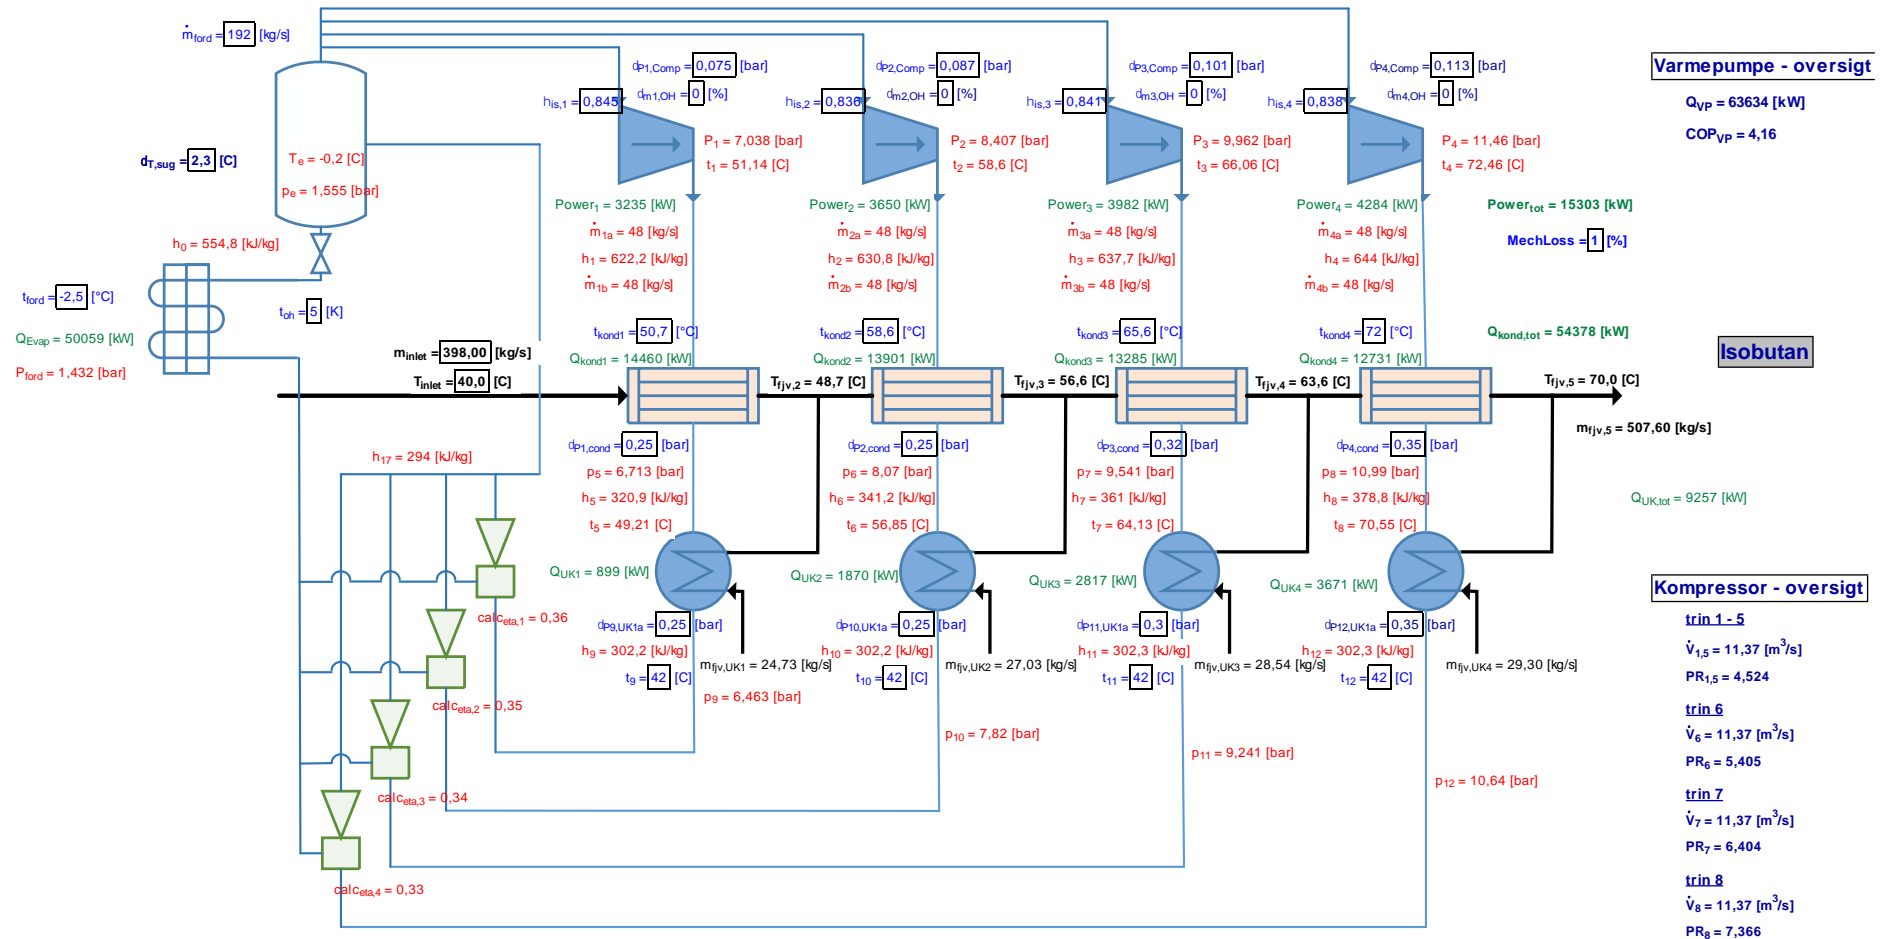 ṁford = 192 [kg/s]
dP1,Comp = 0,075 [bar]
dP2,Comp = 0,087 [bar]
dP3,Comp = 0,101 [bar]
dP4,Comp = 0,113 [bar]
Varmepumpe - oversigt
dm1,OH = 0 [%]
dm2,OH = 0 [%]
dm3,OH = 0 [%]
dm4,OH = 0 [%]
his,1 = 0,845
his,2 = 0,836
his,3 = 0,841
his,4 = 0,838
QVP = 63634 [kW]
COPVP = 4,16
P1 = 7,038 [bar]
P2 = 8,407 [bar]
P3 = 9,962 [bar]
P4 = 11,46 [bar]
dT,sug = 2,3 [C]
Te = -0,2 [C]
t1 = 51,14 [C]
t2 = 58,6 [C]
t3 = 66,06 [C]
t4 = 72,46 [C]
pe = 1,555 [bar]
Power1 = 3235 [kW]
Power2 = 3650 [kW]
Power3 = 3982 [kW]
Power4 = 4284 [kW]
Powertot = 15303 [kW]
ṁ1a = 48 [kg/s]
ṁ2a = 48 [kg/s]
ṁ3a = 48 [kg/s]
ṁ4a = 48 [kg/s]
MechLoss = 1 [%]
h0 = 554,8 [kJ/kg]
h1 = 622,2 [kJ/kg]
h2 = 630,8 [kJ/kg]
h3 = 637,7 [kJ/kg]
h4 = 644 [kJ/kg]
ṁ1b = 48 [kg/s]
ṁ2b = 48 [kg/s]
ṁ3b = 48 [kg/s]
ṁ4b = 48 [kg/s]
tford = -2,5 [°C]
toh = 5 [K]
tkond1 = 50,7 [°C]
tkond2 = 58,6 [°C]
tkond3 = 65,6 [°C]
tkond4 = 72 [°C]
Qkond,tot = 54378 [kW]
QEvap = 50059 [kW]
minlet = 398,00 [kg/s]
Qkond1 = 14460 [kW]
Qkond2 = 13901 [kW]
Qkond3 = 13285 [kW]
Qkond4 = 12731 [kW]
Isobutan
Pford = 1,432 [bar]
Tinlet = 40,0 [C]
Tfjv,2 = 48,7 [C]
Tfjv,3 = 56,6 [C]
Tfjv,4 = 63,6 [C]
Tfjv,5 = 70,0 [C]
mfjv,5 = 507,60 [kg/s]
dP1,cond = 0,25 [bar]
dP2,cond = 0,25 [bar]
dP3,cond = 0,32 [bar]
dP4,cond = 0,35 [bar]
h17 = 294 [kJ/kg]
p5 = 6,713 [bar]
p6 = 8,07 [bar]
p7 = 9,541 [bar]
p8 = 10,99 [bar]
h5 = 320,9 [kJ/kg]
h6 = 341,2 [kJ/kg]
h7 = 361 [kJ/kg]
h8 = 378,8 [kJ/kg]
QUK,tot = 9257 [kW]
t5 = 49,21 [C]
t6 = 56,85 [C]
t7 = 64,13 [C]
t8 = 70,55 [C]
QUK1 = 899 [kW]
QUK2 = 1870 [kW]
QUK3 = 2817 [kW]
QUK4 = 3671 [kW]
Kompressor - oversigt
calceta,1 = 0,36
dP9,UK1a = 0,25 [bar]
dP10,UK1a = 0,25 [bar]
dP11,UK1a = 0,3 [bar]
dP12,UK1a = 0,35 [bar]
trin 1 - 5
h9 = 302,2 [kJ/kg]
h10 = 302,2 [kJ/kg]
h11 = 302,3 [kJ/kg]
h12 = 302,3 [kJ/kg]
V̇1,5 = 11,37 [m³/s]
mfjv,UK1 = 24,73 [kg/s]
mfjv,UK2 = 27,03 [kg/s]
mfjv,UK3 = 28,54 [kg/s]
mfjv,UK4 = 29,30 [kg/s]
t9 = 42 [C]
t10 = 42 [C]
t11 = 42 [C]
t12 = 42 [C]
PR1,5 = 4,524
p9 = 6,463 [bar]
calceta,2 = 0,35
trin 6
p10 = 7,82 [bar]
V̇6 = 11,37 [m³/s]
p11 = 9,241 [bar]
PR6 = 5,405
p12 = 10,64 [bar]
calceta,3 = 0,34
trin 7
V̇7 = 11,37 [m³/s]
PR7 = 6,404
calceta,4 = 0,33
trin 8
V̇8 = 11,37 [m³/s]
PR8 = 7,366